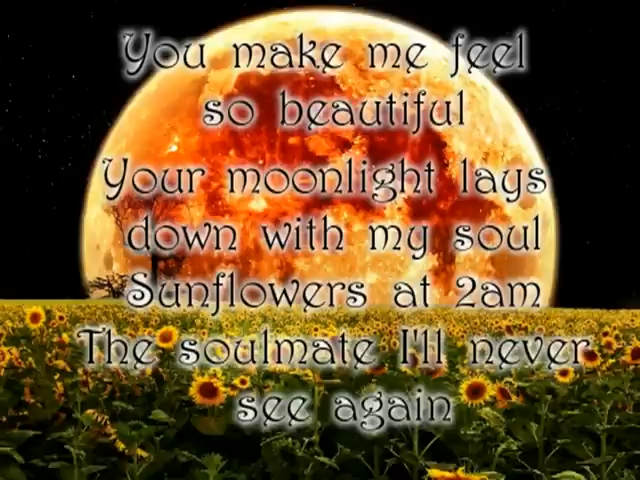 You make me feel
so beautiful
Your moonlight lays
down with my soul
Sunflowers at 2am
The soulmate I'll never
see again